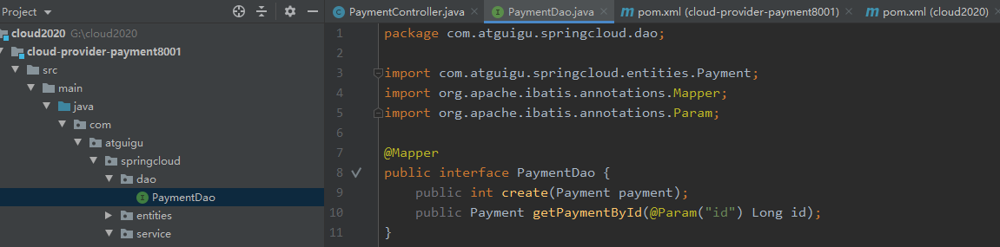 Project
cloud2020 G:\cloud2020
cloud-provider-payment8001
src
main
java
com
atguigu
springcloud
dao
PaymentDao
entities
service
PaymentController.java
PaymentDao.java
pom.xml (cloud-provider-payment8001)
pom.xml (cloud2020)
1 package com.atguigu.springcloud.dao;
2
3 import com.atguigu.springcloud.entities.Payment;
4 import org.apache.ibatis.annotations.Mapper;
5 import org.apache.ibatis.annotations.Param;
6
7 @Mapper
8 public interface PaymentDao {
9 public int create(Payment payment);
10 public Payment getPaymentById(@Param("id") Long id);
11 }